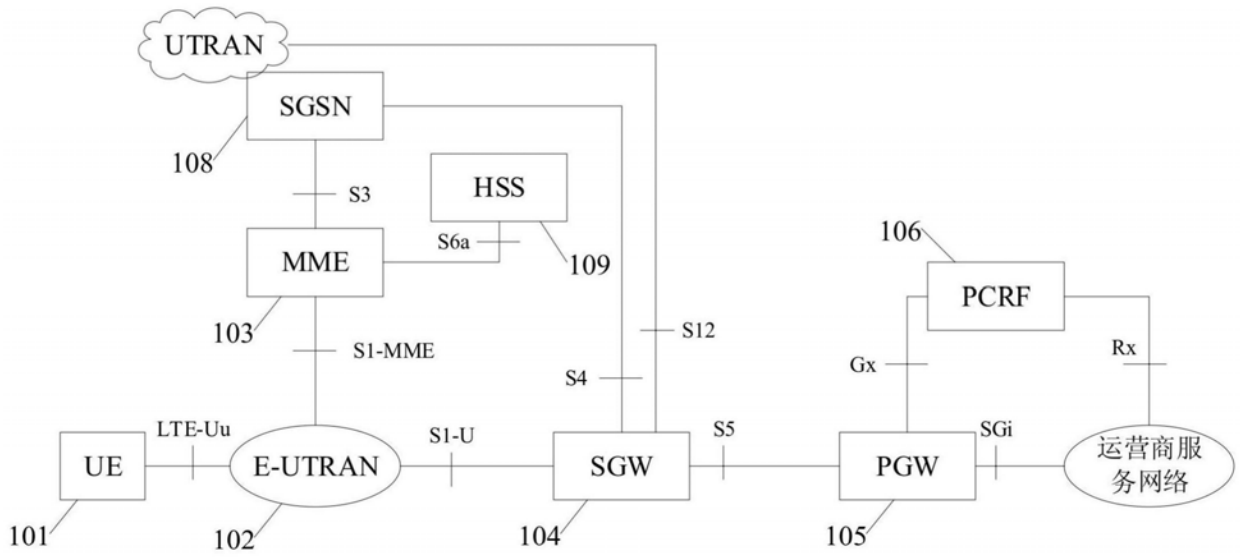 UTRAN
SGSN
108
S3
HSS
S6a
109
MME
103
106
PCRF
S12
S1-MME
Gx
Rx
S4
LTE-Uu
S1-U
S5
SGi
UE
E-UTRAN
SGW
PGW
运营商服
务网络
101
102
104
105